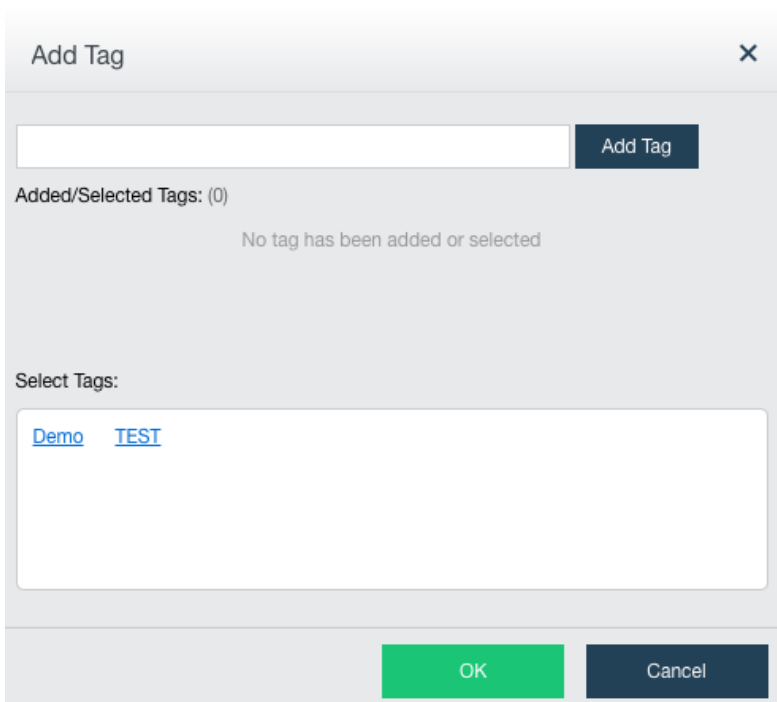 Add Tag
Add Tag
Added/Selected Tags: (0)
No tag has been added or selected
Select Tags:
Demo TEST
OK Cancel